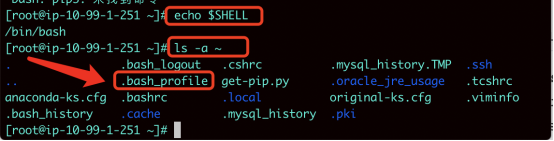 -bash: pip3: 未找到命令
[root@ip-10-99-1-251 ~]# echo $SHELL
/bin/bash
[root@ip-10-99-1-251 ~]# ls -a ~
. .bash_logout .cshrc .mysql_history.TMP .ssh
.. .bash_profile get-pip.py .oracle_jre_usage .tcshrc
anaconda-ks.cfg .bashrc .local original-ks.cfg .viminfo
.bash_history .cache .mysql_history .pki
[root@ip-10-99-1-251 ~]#